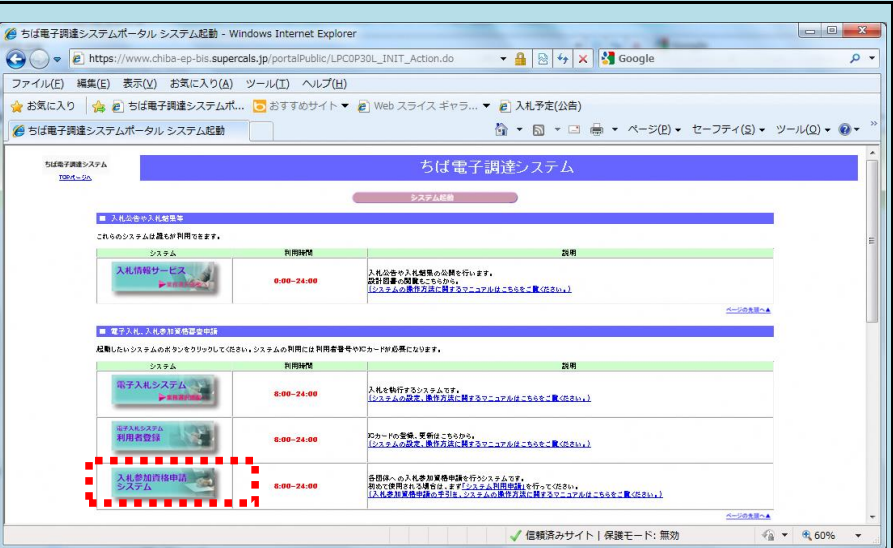 ちば電子調達システムポータル システム起動 - Windows Internet Explorer
https://www.chiba-ep-bis.supercals.jp/portalPublic/LPC0P30L_INIT_Action.do
Google
ファイル(F) 編集(E) 表示(V) お気に入り(A) ツール(T) ヘルプ(H)
お気に入り ちば電子調達システムポ... おすすめサイト Web スライス ギャラ... 入札予定(公告)
ちば電子調達システムポータル システム起動
ページ(P) セーフティ(S) ツール(O)
ちば電子調達システム
TOPページへ
ちば電子調達システム
システム起動
■ 入札公告や入札結果等
これらのシステムは誰もが利用できます。
システム 利用時間 説明
入札情報サービス
0:00-24:00
入札公告や入札結果の公開を行います。
設計図書の閲覧もこちらから。
(システムの操作方法に関するマニュアルはこちらをご覧ください。)
ページの先頭へ▲
■ 電子入札、入札参加資格審査申請
起動したいシステムのボタンをクリックしてください。システムの利用には利用者番号やICカードが必要になります。
システム 利用時間 説明
電子入札システム
8:00-24:00
入札を執行するシステムです。
(システムの設定、操作方法に関するマニュアルはこちらをご覧ください。)
電子入札システム
利用者登録
8:00-24:00
ICカードの登録、更新はこちらから。
(システムの設定、操作方法に関するマニュアルはこちらをご覧ください。)
入札参加資格申請
システム
8:00-24:00
各団体への入札参加資格申請を行うシステムです。
初めて使用される場合は、まず「システム利用申請」を行ってください。
(入札参加資格申請の手引き、システムの操作方法に関するマニュアルはこちらをご覧ください。)
ページの先頭へ▲
信頼済みサイト | 保護モード: 無効
60%